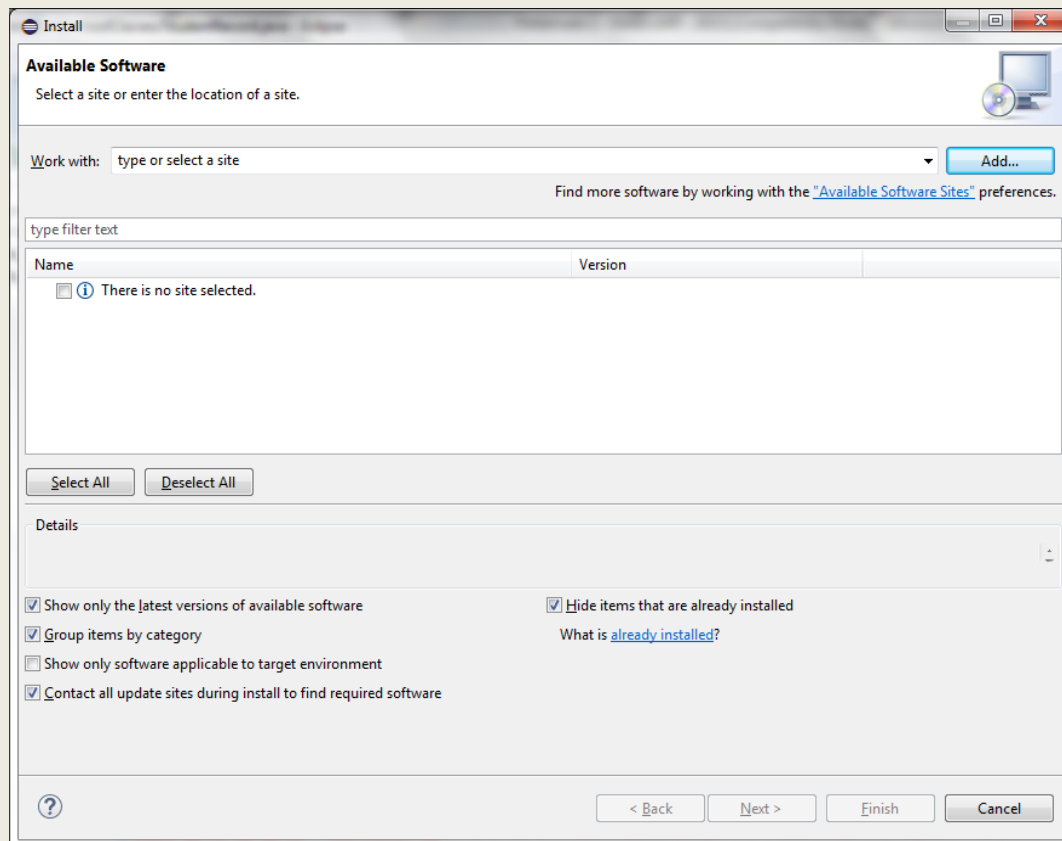 Install
Available Software
Select a site or enter the location of a site.
Work with: type or select a site Add...
Find more software by working with the "Available Software Sites" preferences.
type filter text
Name Version
There is no site selected.
Select All Deselect All
Details
Show only the latest versions of available software Hide items that are already installed
Group items by category What is already installed?
Show only software applicable to target environment
Contact all update sites during install to find required software
< Back Next > Finish Cancel